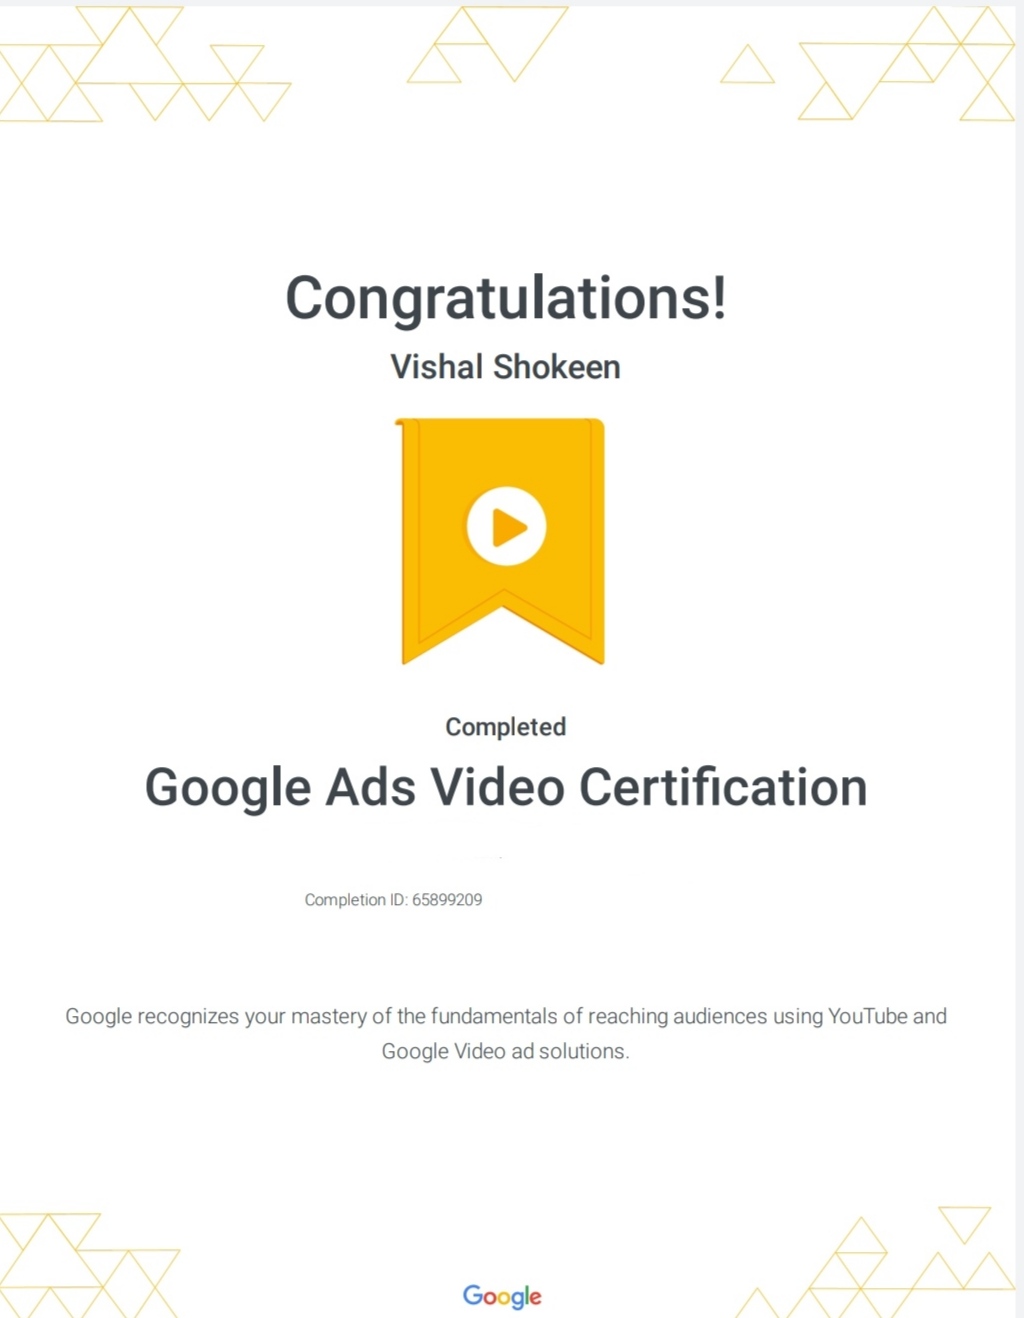 Congratulations!
Vishal Shokeen
Completed
Google Ads Video Certification
Completion ID: 65899209
Google recognizes your mastery of the fundamentals of reaching audiences using YouTube and
Google Video ad solutions.
Google